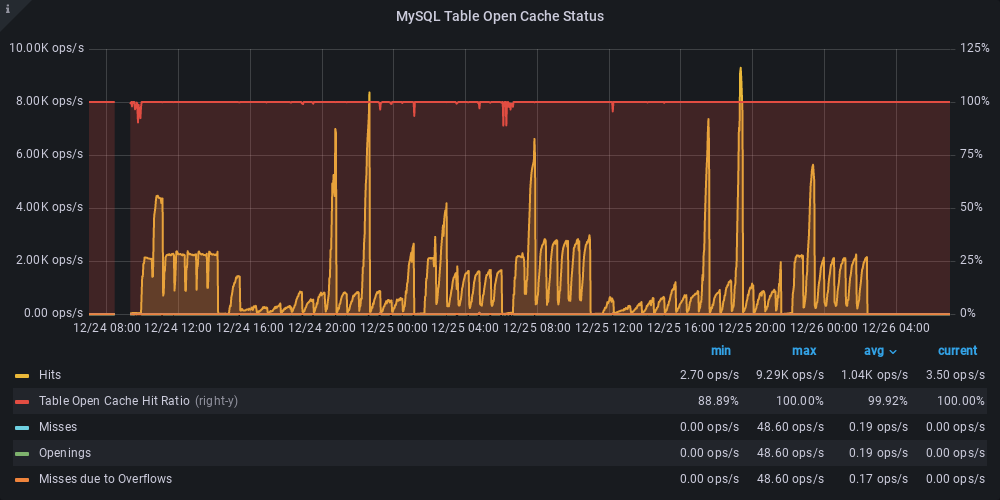 i
MySQL Table Open Cache Status
10.00K ops/s
8.00K ops/s
6.00K ops/s
4.00K ops/s
2.00K ops/s
0.00 ops/s
125%
100%
75%
50%
25%
0%
12/24 08:00 12/24 12:00 12/24 16:00 12/24 20:00 12/25 00:00 12/25 04:00 12/25 08:00 12/25 12:00 12/25 16:00 12/25 20:00 12/26 00:00 12/26 04:00
min max avg current
Hits 2.70 ops/s 9.29K ops/s 1.04K ops/s 3.50 ops/s
Table Open Cache Hit Ratio (right-y) 88.89% 100.00% 99.92% 100.00%
Misses 0.00 ops/s 48.60 ops/s 0.19 ops/s 0.00 ops/s
Openings 0.00 ops/s 48.60 ops/s 0.19 ops/s 0.00 ops/s
Misses due to Overflows 0.00 ops/s 48.60 ops/s 0.17 ops/s 0.00 ops/s